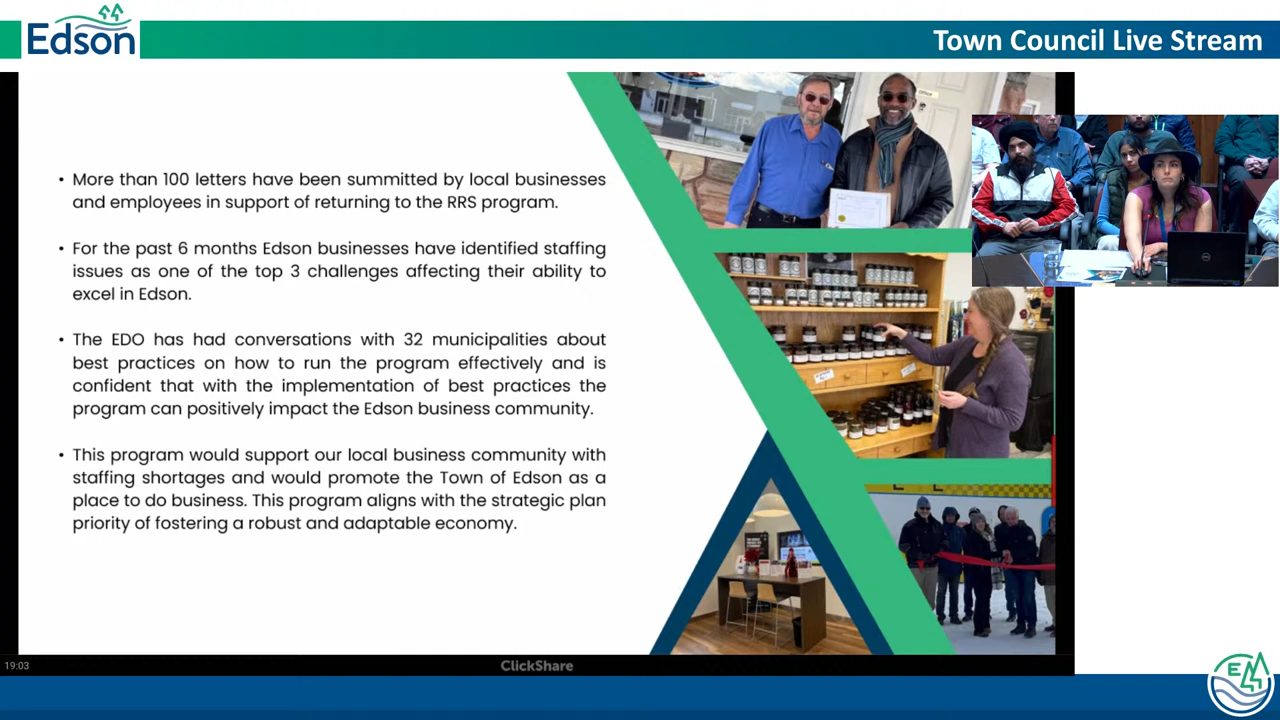 Edson
Town Council Live Stream
• More than 100 letters have been summitted by local businesses
and employees in support of returning to the RRS program.
• For the past 6 months Edson businesses have identified staffing
issues as one of the top 3 challenges affecting their ability to
excel in Edson.
• The EDO has had conversations with 32 municipalities about
best practices on how to run the program effectively and is
confident that with the implementation of best practices the
program can positively impact the Edson business community.
• This program would support our local business community with
staffing shortages and would promote the Town of Edson as a
place to do business. This program aligns with the strategic plan
priority of fostering a robust and adaptable economy.
OFFICE
DELL
19:03
ClickShare